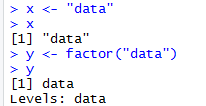 > x <- "data"
> x
[1] "data"
> y <- factor("data")
> y
[1] data
Levels: data